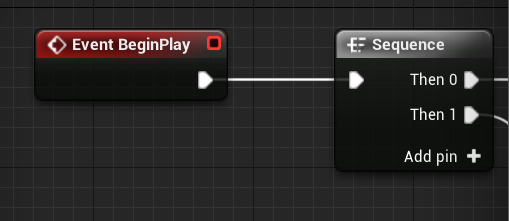 Event BeginPlay
Sequence
Then 0
Then 1
Add pin